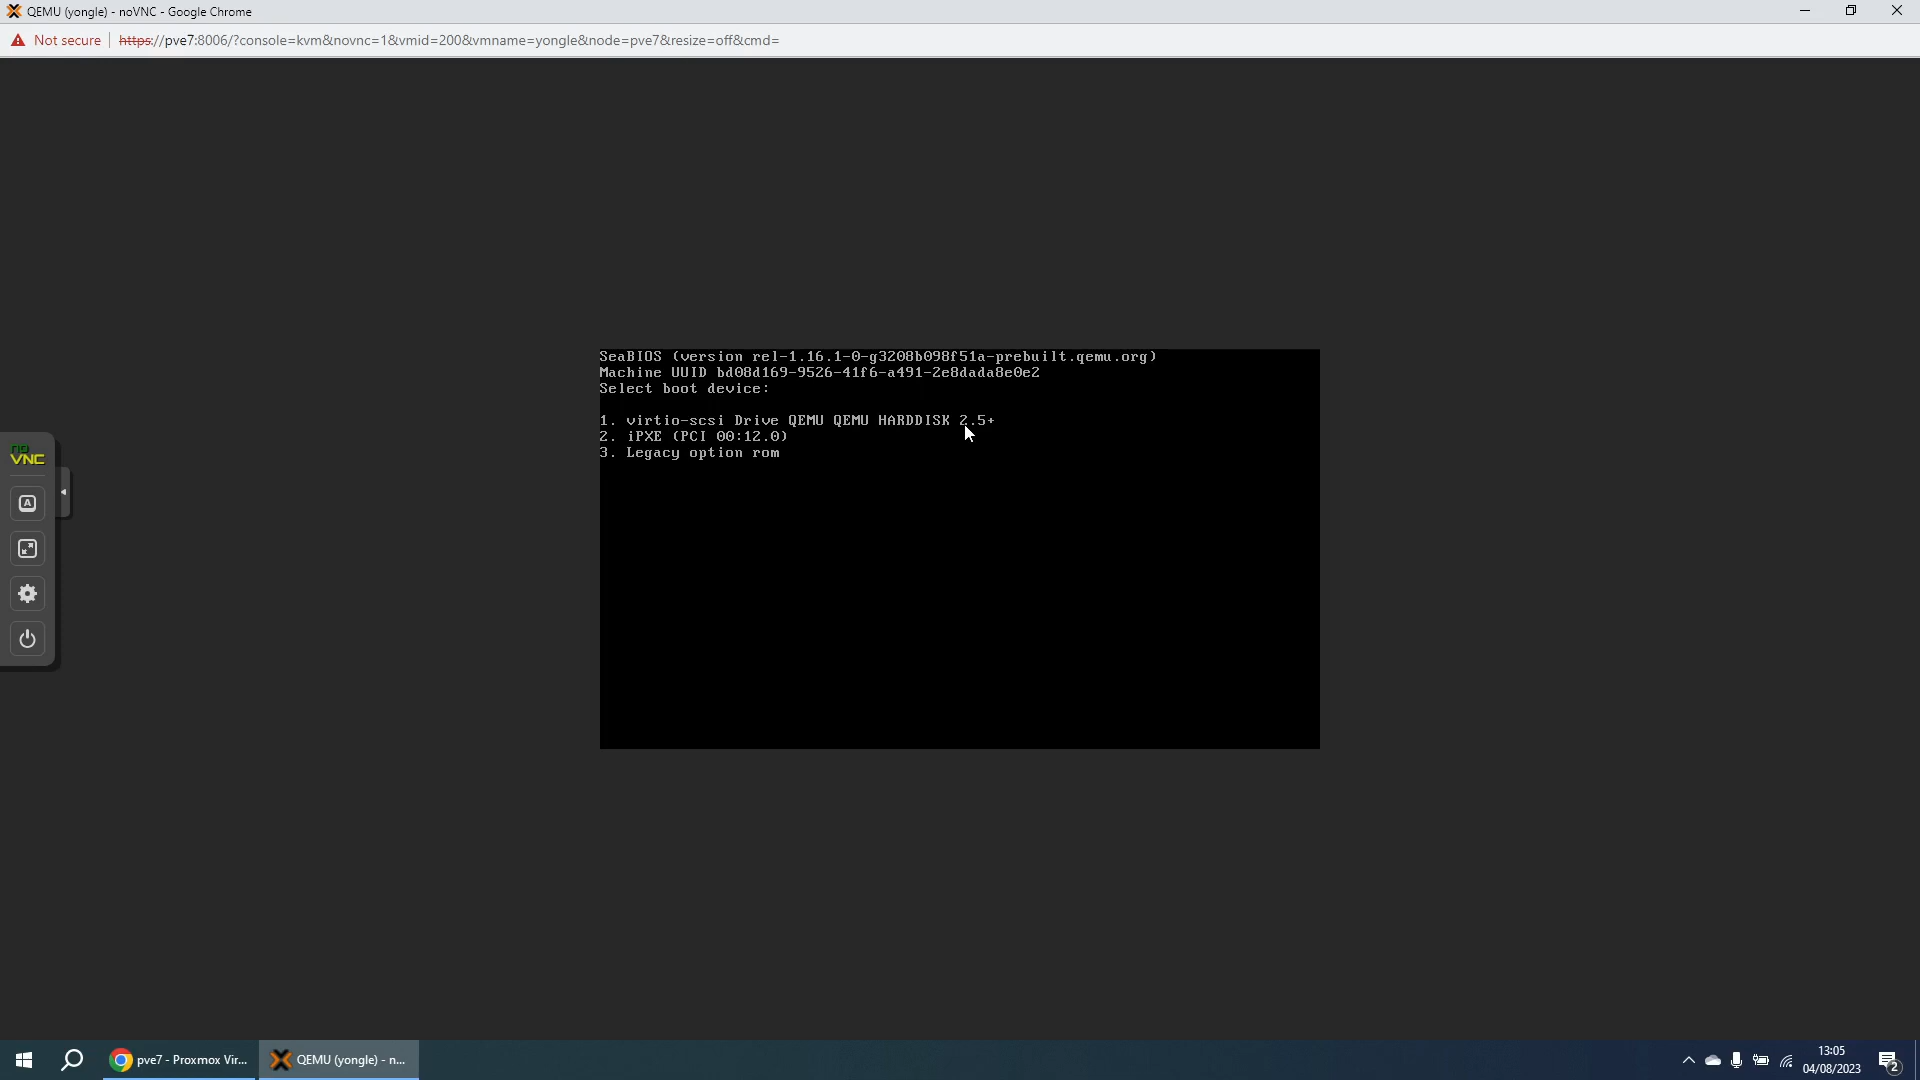 QEMU (yongle) - noVNC - Google Chrome
Not secure https://pve7:8006/?console=kvm&novnc=1&vmid=200&vmname=yongle&node=pve7&resize=off&cmd=
SeaBIOS (version rel-1.16.1-0-g3208b098f51a-prebuilt.qemu.org)
Machine UUID bd08d169-9526-41f6-a491-2e8dada8e0e2
Select boot device:
1. virtio-scsi Drive QEMU QEMU HARDDISK 2.5+
2. iPXE (PCI 00:12.0)
3. Legacy option rom
no
VNC
A
pve7 - Proxmox Vir...
QEMU (yongle) - n...
13:05
04/08/2023
2